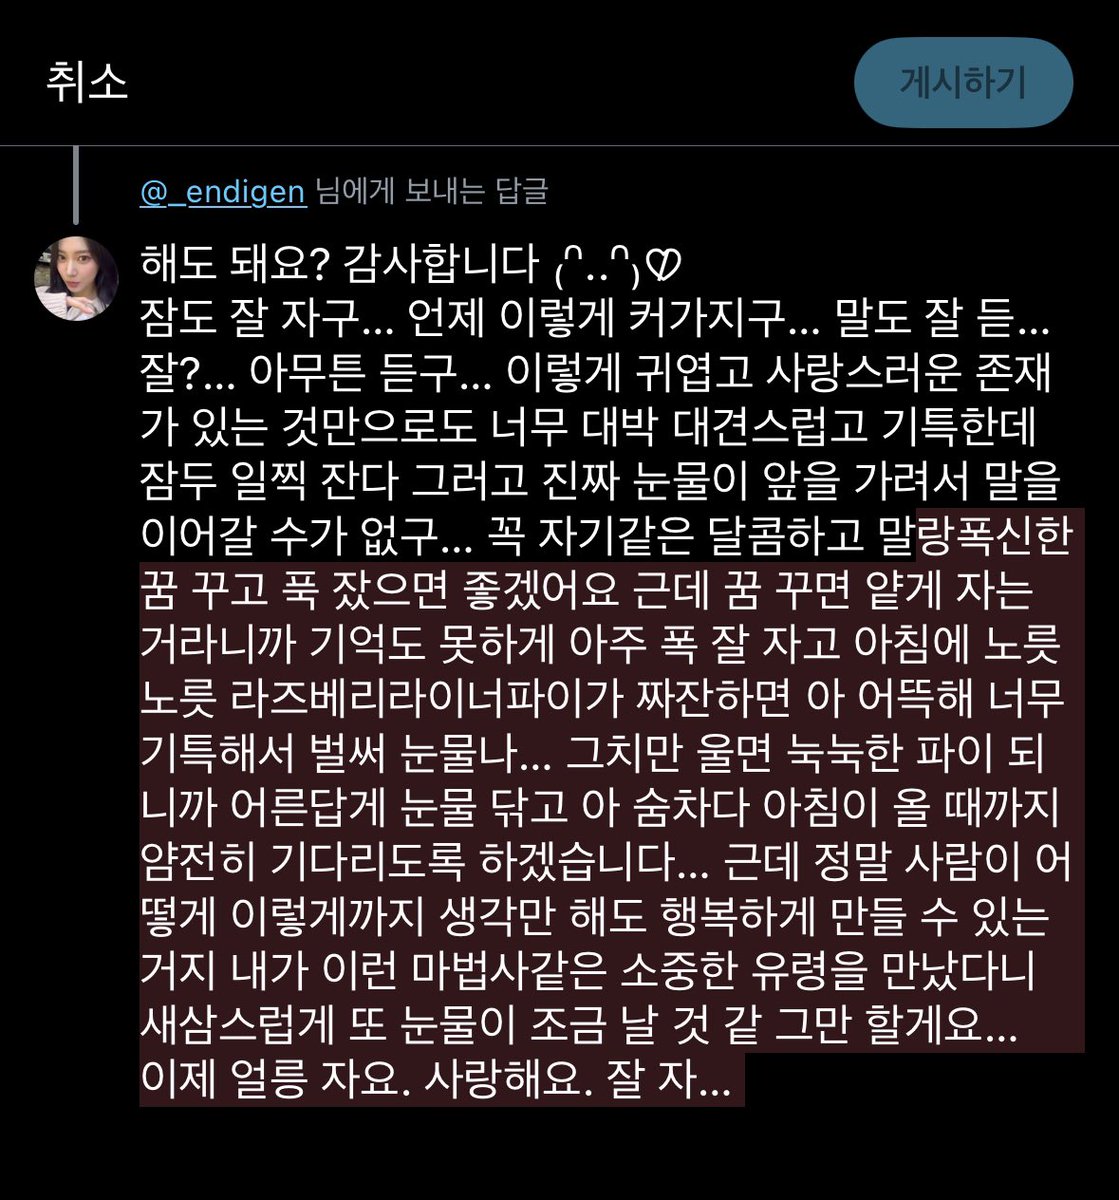 취소
게시하기
@_endigen 님에게 보내는 답글
해도 돼요? 감사합니다 ₍ᐢ..ᐢ₎♡
잠도 잘 자구... 언제 이렇게 커가지구... 말도 잘 듣...
잘?... 아무튼 듣구... 이렇게 귀엽고 사랑스러운 존재
가 있는 것만으로도 너무 대박 대견스럽고 기특한데
잠두 일찍 잔다 그러고 진짜 눈물이 앞을 가려서 말을
이어갈 수가 없구... 꼭 자기같은 달콤하고 말랑폭신한
꿈 꾸고 푹 잤으면 좋겠어요 근데 꿈 꾸면 얕게 자는
거라니까 기억도 못하게 아주 폭 잘 자고 아침에 노릇
노릇 라즈베리라이너파이가 짜잔하면 아 어뜩해 너무
기특해서 벌써 눈물나... 그치만 울면 눅눅한 파이 되
니까 어른답게 눈물 닦고 아 숨차다 아침이 올 때까지
얌전히 기다리도록 하겠습니다... 근데 정말 사람이 어
떻게 이렇게까지 생각만 해도 행복하게 만들 수 있는
거지 내가 이런 마법사같은 소중한 유령을 만났다니
새삼스럽게 또 눈물이 조금 날 것 같 그만 할게요...
이제 얼릉 자요. 사랑해요. 잘 자...